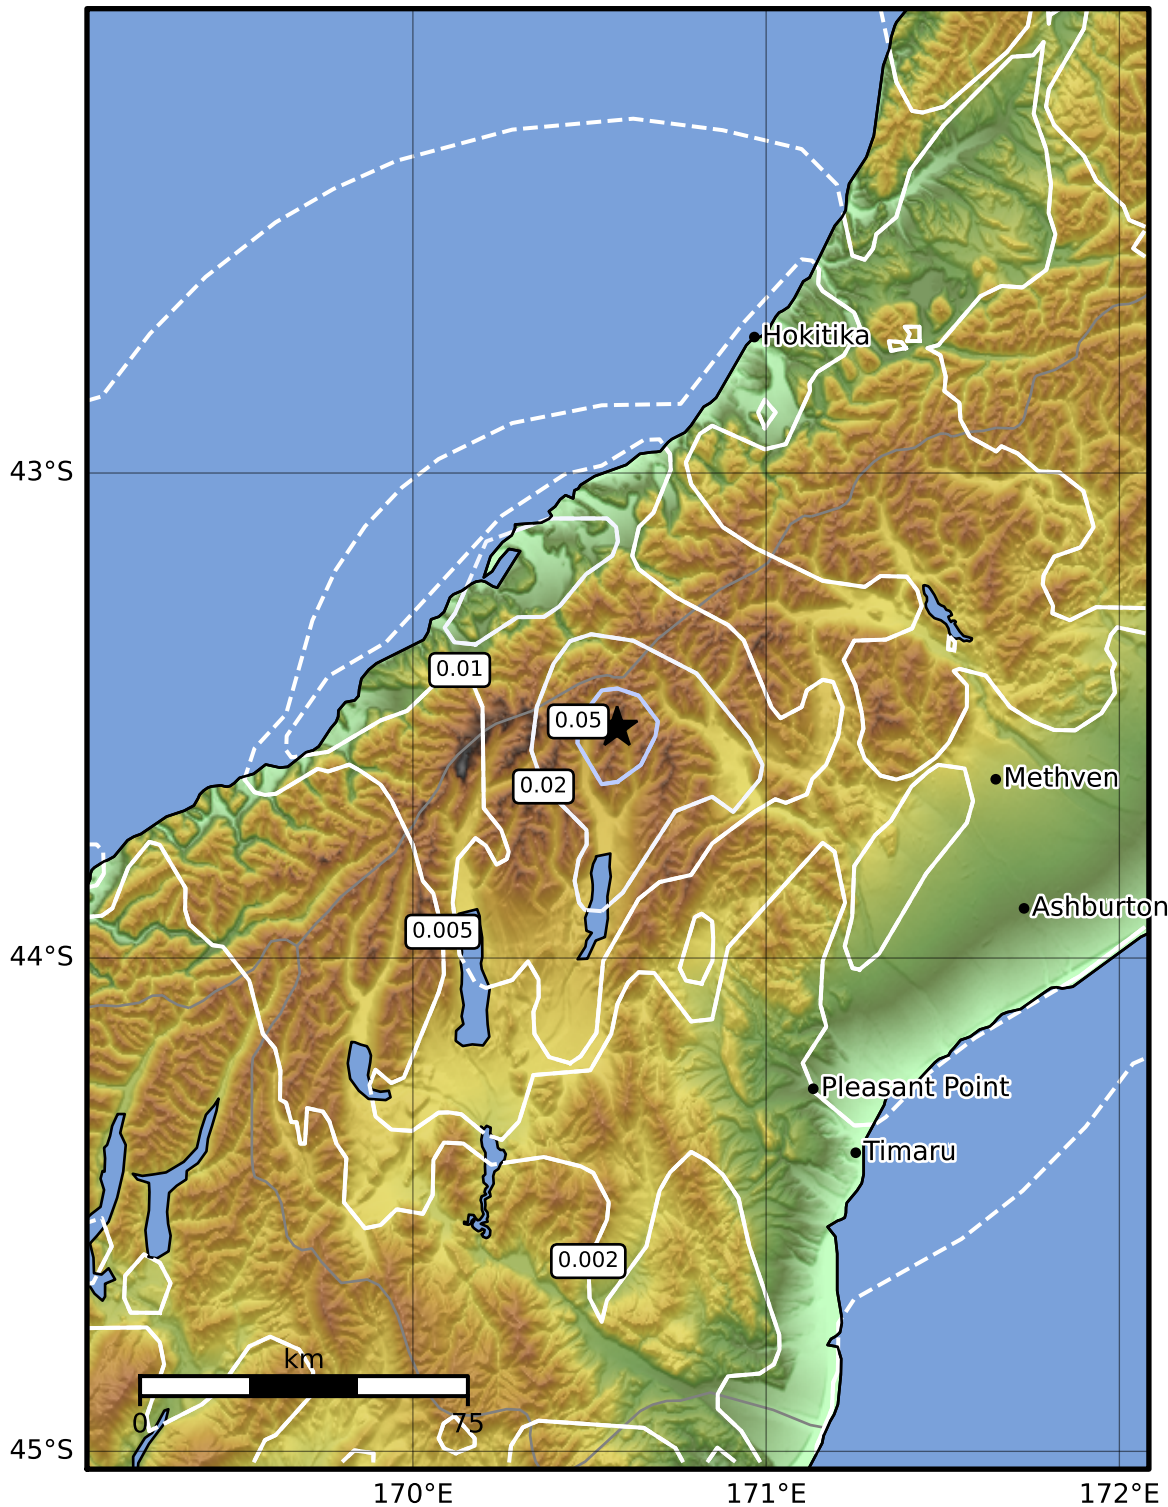 Hokitika
43°S
0.01
0.05
0.02
Methven
Ashburton
0.005
44°S
Pleasant Point
Timaru
0.002
km
0 75
45°S
170°E 171°E 172°E